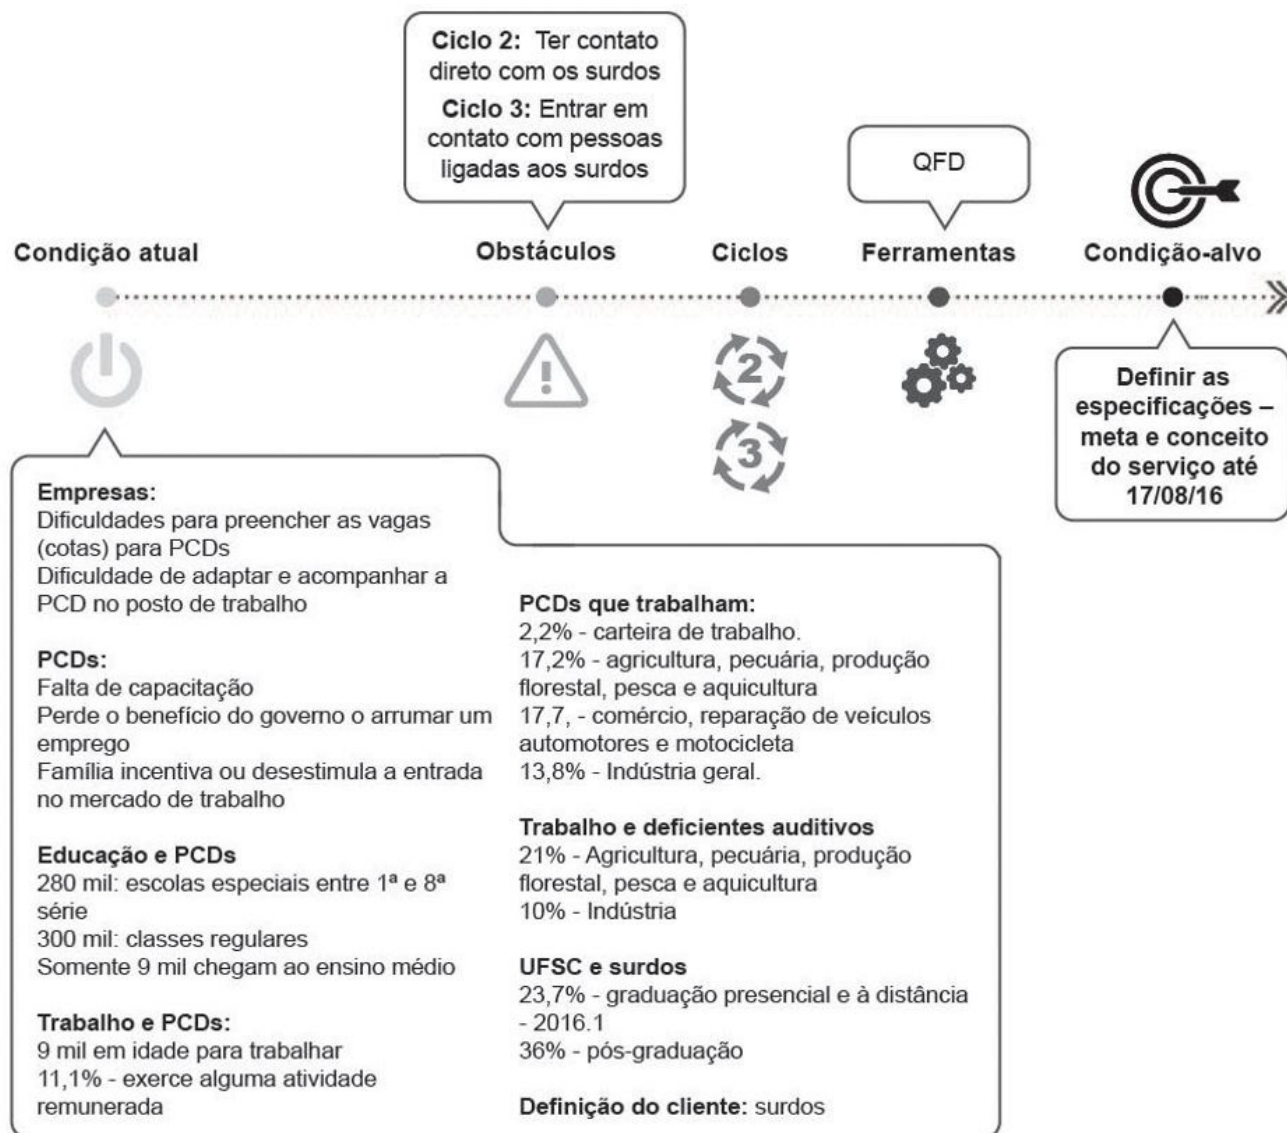 Ciclo 2: Ter contato
direto com os surdos
Ciclo 3: Entrar em
contato com pessoas
ligadas aos surdos
QFD
Condição atual
Obstáculos
Ciclos
Ferramentas
Condição-alvo
2
3
Definir as
especificações –
meta e conceito
do serviço até
17/08/16
Empresas:
Dificuldades para preencher as vagas
(cotas) para PCDs
Dificuldade de adaptar e acompanhar a
PCD no posto de trabalho
PCDs:
Falta de capacitação
Perde o benefício do governo o arrumar um
emprego
Família incentiva ou desestimula a entrada
no mercado de trabalho
Educação e PCDs
280 mil: escolas especiais entre 1ª e 8ª
série
300 mil: classes regulares
Somente 9 mil chegam ao ensino médio
Trabalho e PCDs:
9 mil em idade para trabalhar
11,1% - exerce alguma atividade
remunerada
PCDs que trabalham:
2,2% - carteira de trabalho.
17,2% - agricultura, pecuária, produção
florestal, pesca e aquicultura
17,7, - comércio, reparação de veículos
automotores e motocicleta
13,8% - Indústria geral.
Trabalho e deficientes auditivos
21% - Agricultura, pecuária, produção
florestal, pesca e aquicultura
10% - Indústria
UFSC e surdos
23,7% - graduação presencial e à distância
- 2016.1
36% - pós-graduação
Definição do cliente: surdos